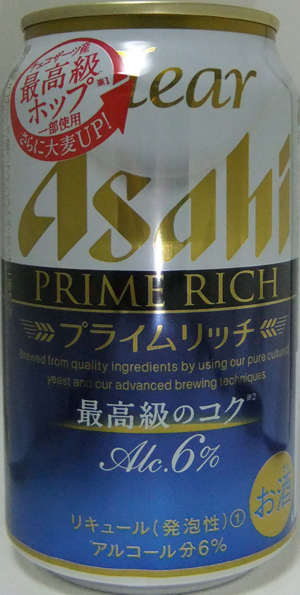 チェコザーツ産
最高級
ホップ※1
一部使用
さらに大麦UP!
Clear
Asahi
PRIME RICH
プライムリッチ
Brewed from quality ingredients by using our pure cultured
yeast and our advanced brewing techniques.
最高級のコク※2
Alc.6%
お酒
リキュール(発泡性)①
アルコール分6%